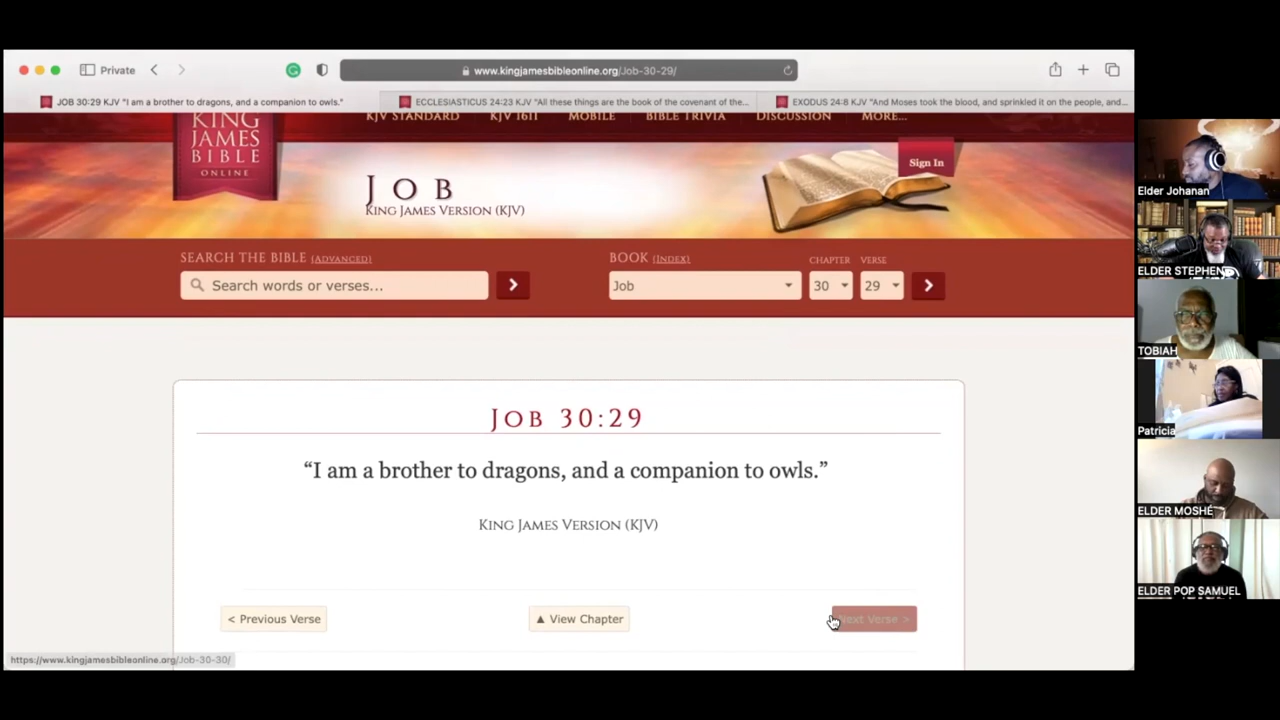 Private
www.kingjamesbibleonline.org/Job-30-29/
JOB 30:29 KJV "I am a brother to dragons, and a companion to owls."
ECCLESIASTICUS 24:23 KJV "All these things are the book of the covenant of the...
EXODUS 24:8 KJV "And Moses took the blood, and sprinkled it on the people, and...
KJV STANDARD KJV 1611 MOBILE BIBLE TRIVIA DISCUSSION MORE...
KING
JAMES
BIBLE
ONLINE
Sign In
JOB
KING JAMES VERSION (KJV)
SEARCH THE BIBLE (ADVANCED)
BOOK (INDEX) CHAPTER VERSE
Search words or verses...
Job 30 29
JOB 30:29
“I am a brother to dragons, and a companion to owls.”
KING JAMES VERSION (KJV)
< Previous Verse
▲ View Chapter
Next Verse >
https://www.kingjamesbibleonline.org/Job-30-30/
Elder Johanan
ELDER STEPHEN
TOBIAH
Patricia
ELDER MOSHÉ
ELDER POP SAMUEL